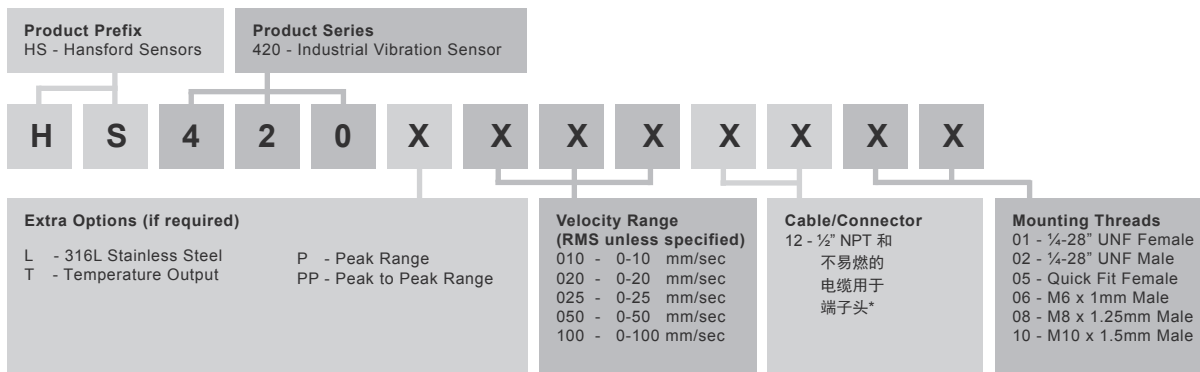 Product Prefix
HS - Hansford Sensors
Product Series
420 - Industrial Vibration Sensor
H S 4 2 0 X X X X X X X X
Extra Options (if required)
L - 316L Stainless Steel
T - Temperature Output
P - Peak Range
PP - Peak to Peak Range
Velocity Range
(RMS unless specified)
010 - 0-10 mm/sec
020 - 0-20 mm/sec
025 - 0-25 mm/sec
050 - 0-50 mm/sec
100 - 0-100 mm/sec
Cable/Connector
12 - ½” NPT 和
不易燃的
电缆用于
端子头*
Mounting Threads
01 - ¼-28” UNF Female
02 - ¼-28” UNF Male
05 - Quick Fit Female
06 - M6 x 1mm Male
08 - M8 x 1.25mm Male
10 - M10 x 1.5mm Male